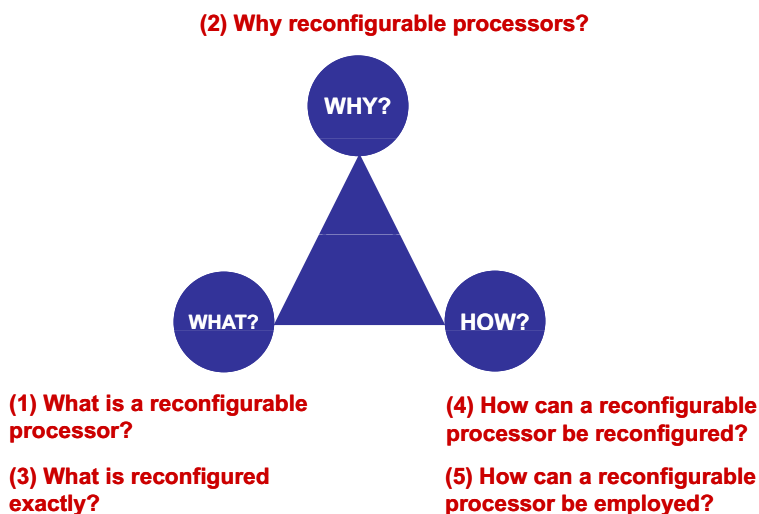 (2) Why reconfigurable processors?
WHY?
WHAT?
HOW?
(1) What is a reconfigurable
processor?
(3) What is reconfigured
exactly?
(4) How can a reconfigurable
processor be reconfigured?
(5) How can a reconfigurable
processor be employed?